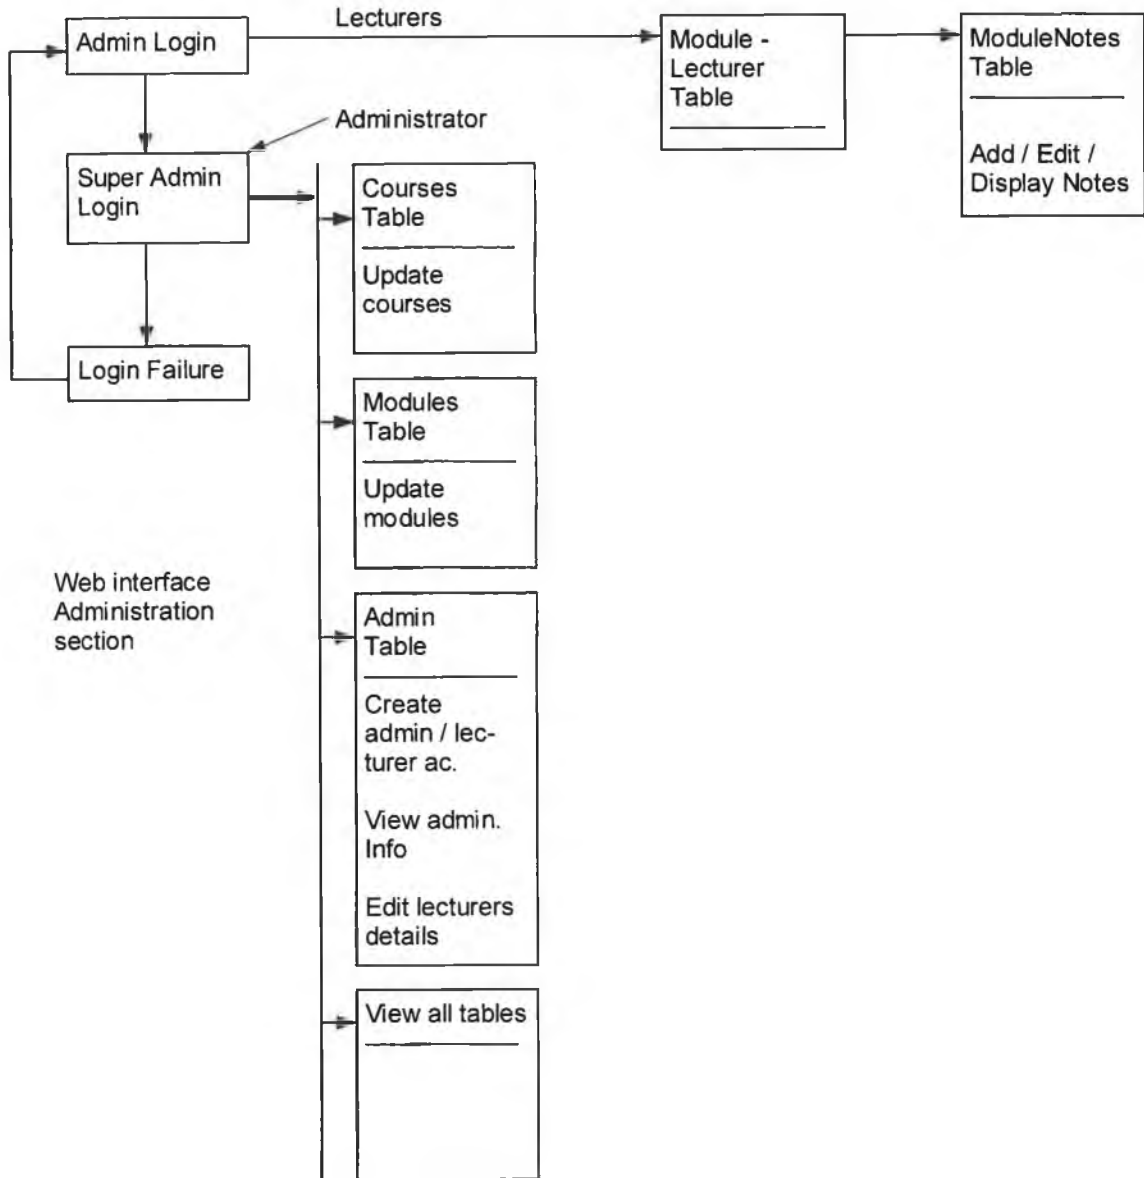 Lecturers
Admin Login
Module -
Lecturer
Table
ModuleNotes
Table
Add / Edit /
Display Notes
Administrator
Super Admin
Login
Courses
Table
Update
courses
Login Failure
Modules
Table
Update
modules
Web interface
Administration
section
Admin
Table
Create
admin / lec-
turer ac.
View admin.
Info
Edit lecturers
details
View all tables